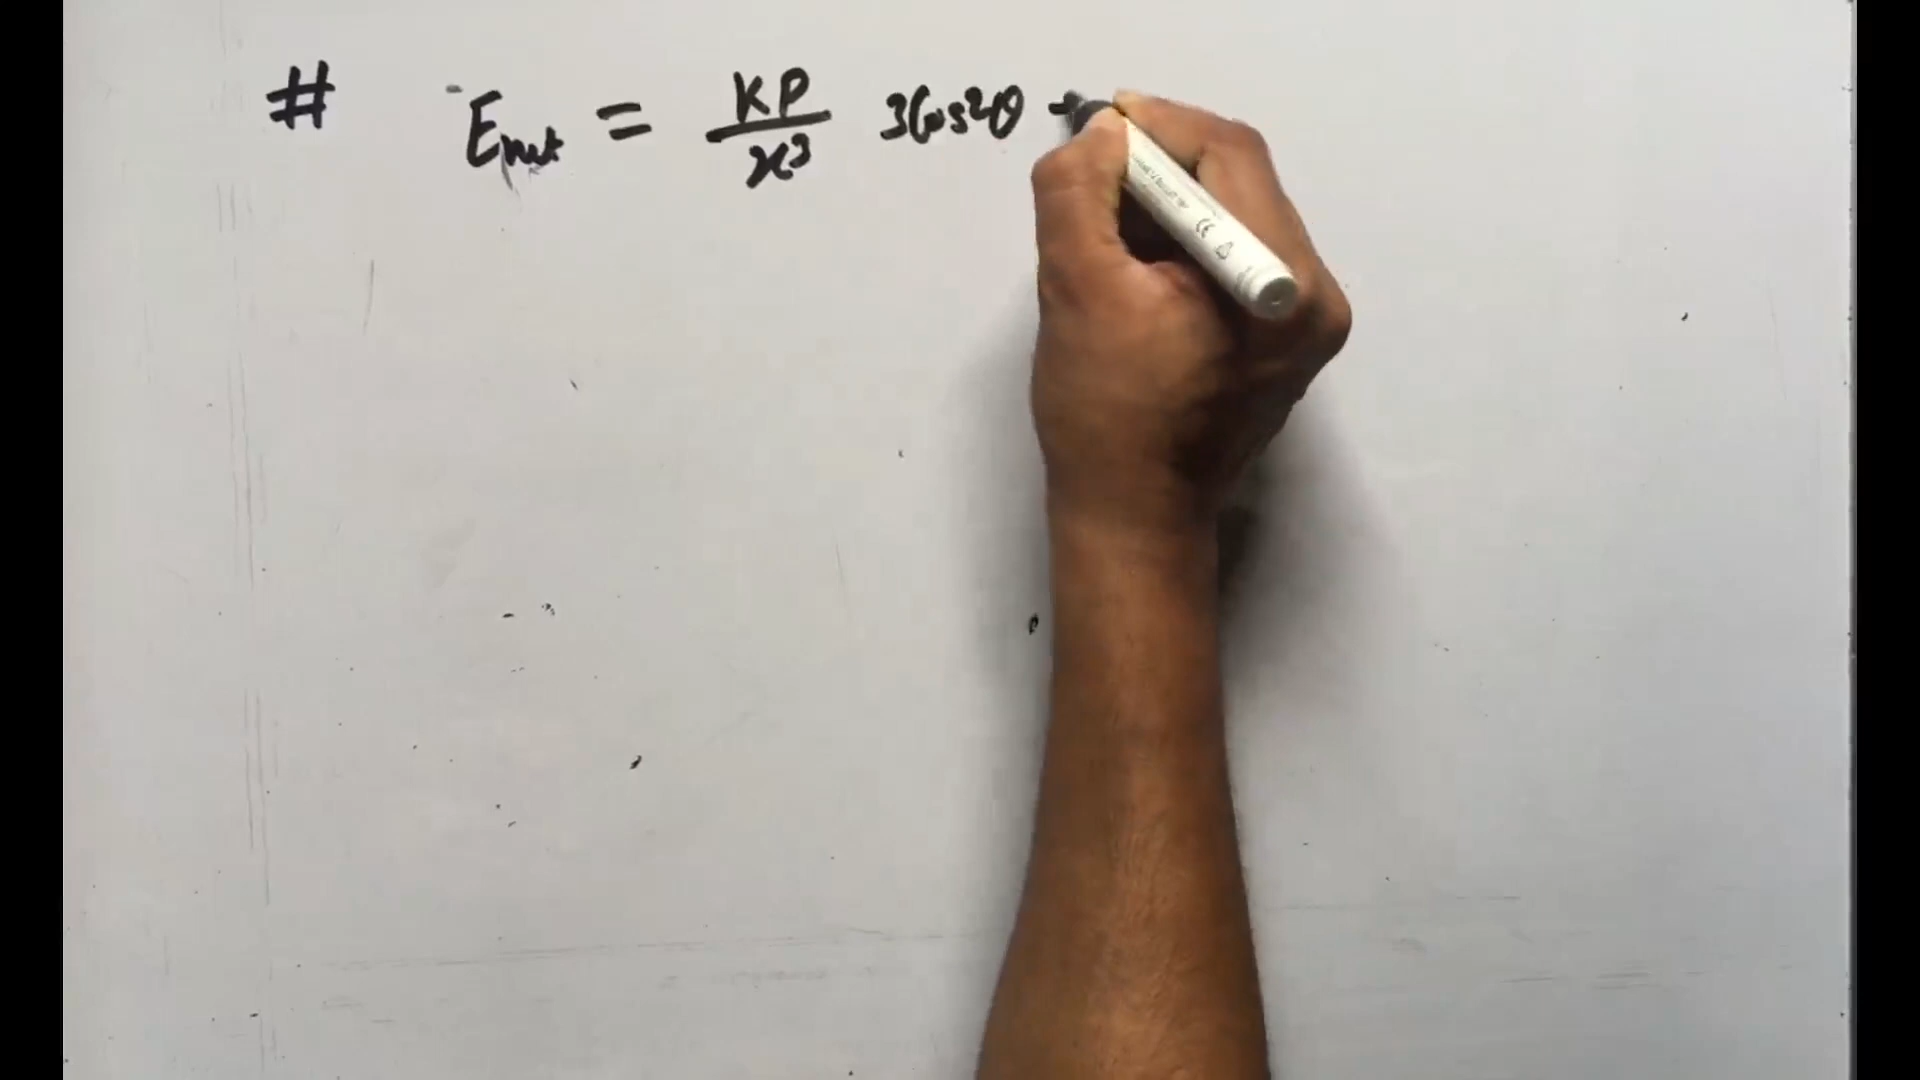 # E_net = KP/x³ 3Cos²θ +